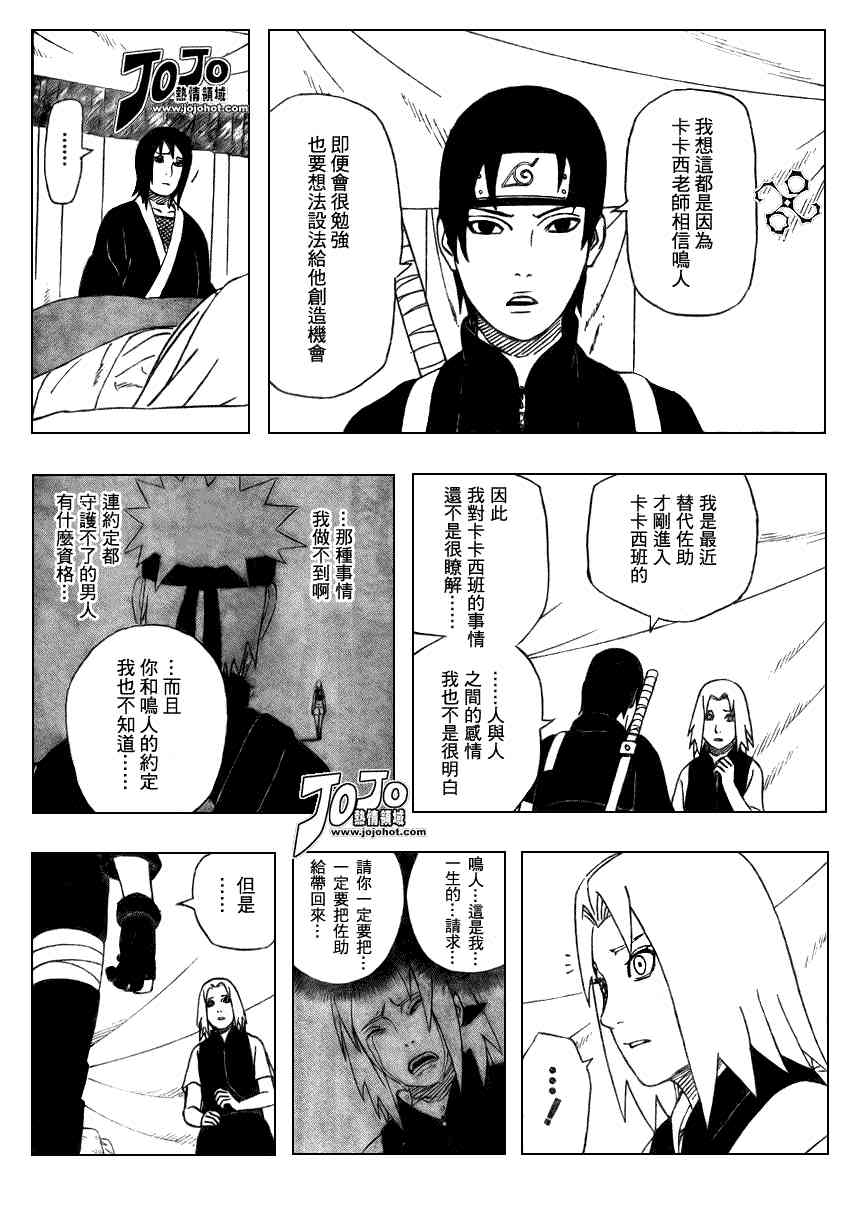 我想這都是因為
卡卡西老師相信鳴人
即便會很勉強
也要想法設法給他創造機會
JOJO
熱情領域
www.jojohot.com
………
我是最近
替代佐助
才剛進入
卡卡西班的
因此
我對卡卡西班的事情
還不是很瞭解……
……人與人
之間的感情
我也不是很明白
…那種事情
我做不到啊
連約定都
守護不了的男人
有什麼資格…
…而且
你和鳴人的約定
我也不知道……
JOJO
熱情領域
www.jojohot.com
…！
鳴人…這是我…
一生的…請求…
請你一定要把…
一定要把佐助
給帶回來…
但是
……